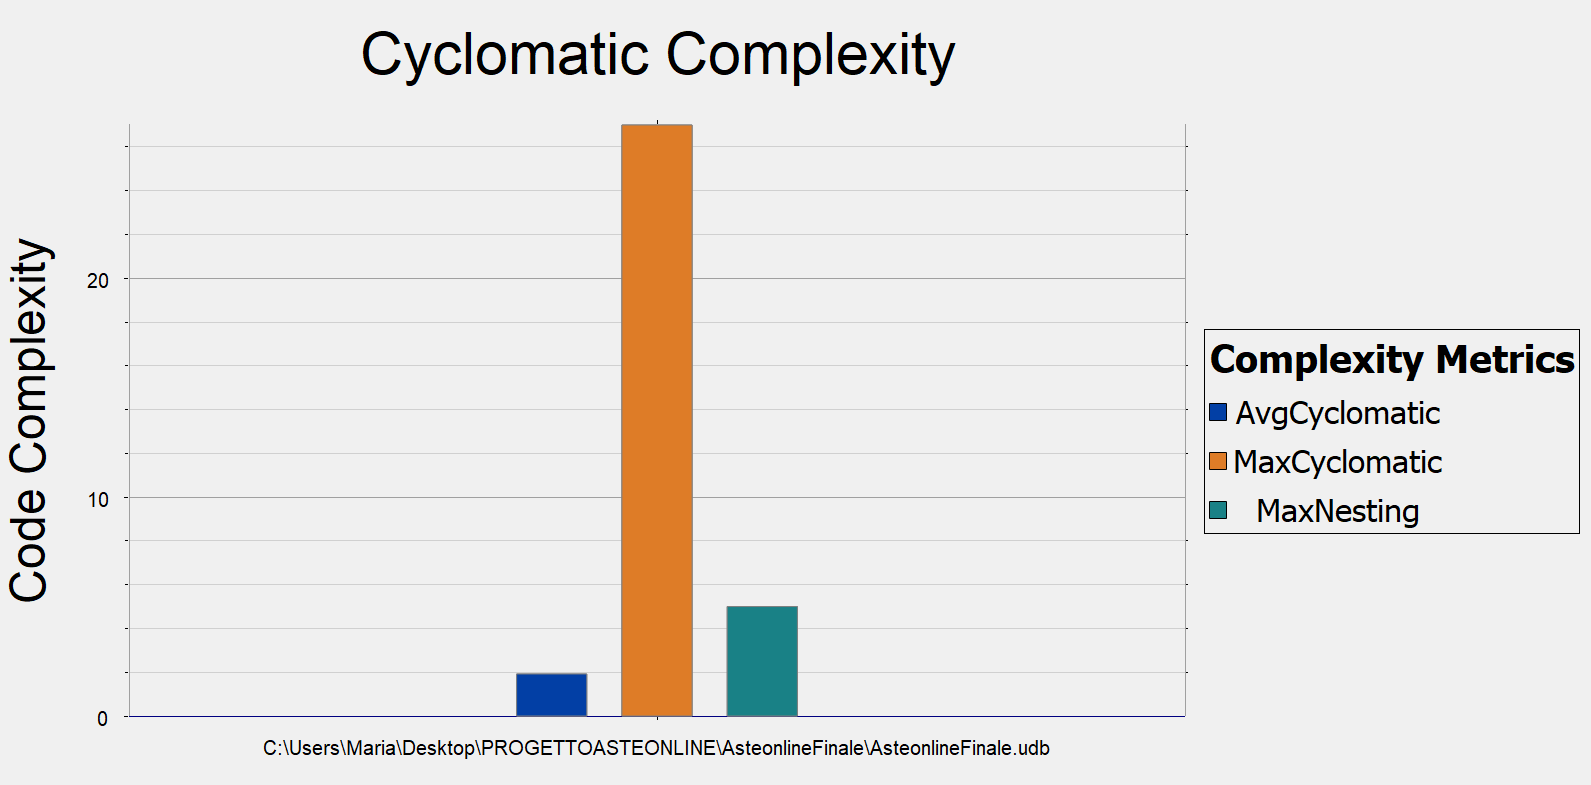 Cyclomatic Complexity
Code Complexity
20
10
0
C:\Users\Maria\Desktop\PROGETTOASTEONLINE\AsteonlineFinale\AsteonlineFinale.udb
Complexity Metrics
AvgCyclomatic
MaxCyclomatic
MaxNesting